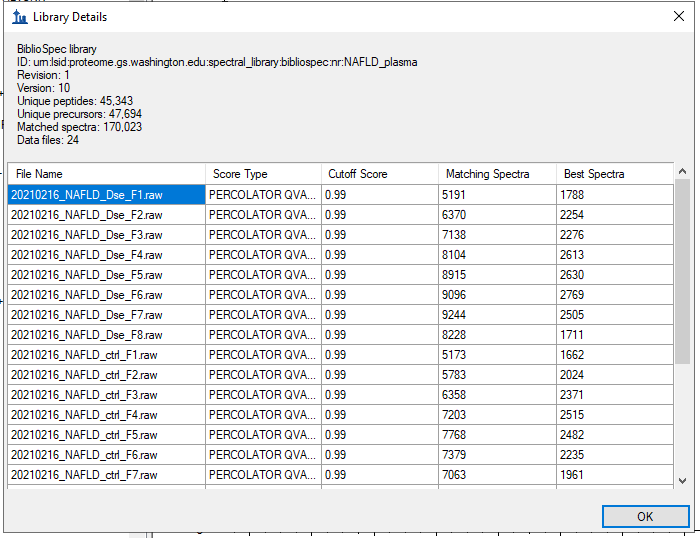 Library Details
BiblioSpec library
ID: urn:lsid:proteome.gs.washington.edu:spectral_library:bibliospec:nr:NAFLD_plasma
Revision: 1
Version: 10
Unique peptides: 45,343
Unique precursors: 47,694
Matched spectra: 170,023
Data files: 24
File Name Score Type Cutoff Score Matching Spectra Best Spectra
20210216_NAFLD_Dse_F1.raw PERCOLATOR QVA... 0.99 5191 1788
20210216_NAFLD_Dse_F2.raw PERCOLATOR QVA... 0.99 6370 2254
20210216_NAFLD_Dse_F3.raw PERCOLATOR QVA... 0.99 7138 2276
20210216_NAFLD_Dse_F4.raw PERCOLATOR QVA... 0.99 8104 2613
20210216_NAFLD_Dse_F5.raw PERCOLATOR QVA... 0.99 8915 2630
20210216_NAFLD_Dse_F6.raw PERCOLATOR QVA... 0.99 9096 2769
20210216_NAFLD_Dse_F7.raw PERCOLATOR QVA... 0.99 9244 2505
20210216_NAFLD_Dse_F8.raw PERCOLATOR QVA... 0.99 8228 1711
20210216_NAFLD_ctrl_F1.raw PERCOLATOR QVA... 0.99 5173 1662
20210216_NAFLD_ctrl_F2.raw PERCOLATOR QVA... 0.99 5783 2024
20210216_NAFLD_ctrl_F3.raw PERCOLATOR QVA... 0.99 6358 2371
20210216_NAFLD_ctrl_F4.raw PERCOLATOR QVA... 0.99 7203 2515
20210216_NAFLD_ctrl_F5.raw PERCOLATOR QVA... 0.99 7768 2482
20210216_NAFLD_ctrl_F6.raw PERCOLATOR QVA... 0.99 7379 2235
20210216_NAFLD_ctrl_F7.raw PERCOLATOR QVA... 0.99 7063 1961
OK